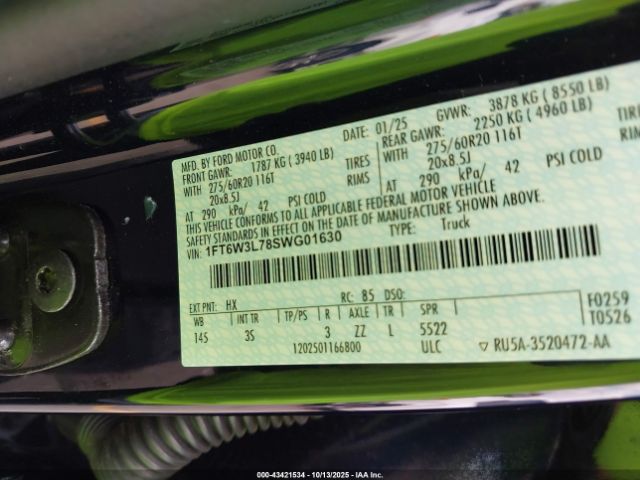 MFD. BY FORD MOTOR CO. DATE: 01/25 GVWR: 3878 KG ( 8550 LB)
FRONT GAWR: 1787 KG ( 3940 LB) REAR GAWR: 2250 KG ( 4960 LB)
WITH 275/60R20 116T TIRES WITH 275/60R20 116T
20x8.5J RIMS 20x8.5J
AT 290 kPa/ 42 PSI COLD AT 290 kPa/ 42 PSI COLD
THIS VEHICLE CONFORMS TO ALL APPLICABLE FEDERAL MOTOR VEHICLE
SAFETY STANDARDS IN EFFECT ON THE DATE OF MANUFACTURE SHOWN ABOVE.
VIN: 1FT6W3L78SWG01630 TYPE: Truck
EXT PNT: HX RC: 85 DSO: F0259
WB INT TR TP/PS R AXLE TR SPR T0526
145 3S 3 ZZ L 5522
1202501166800 ULC ▽ RU5A-3520472-AA
000-43421534 - 10/13/2025 - IAA Inc.